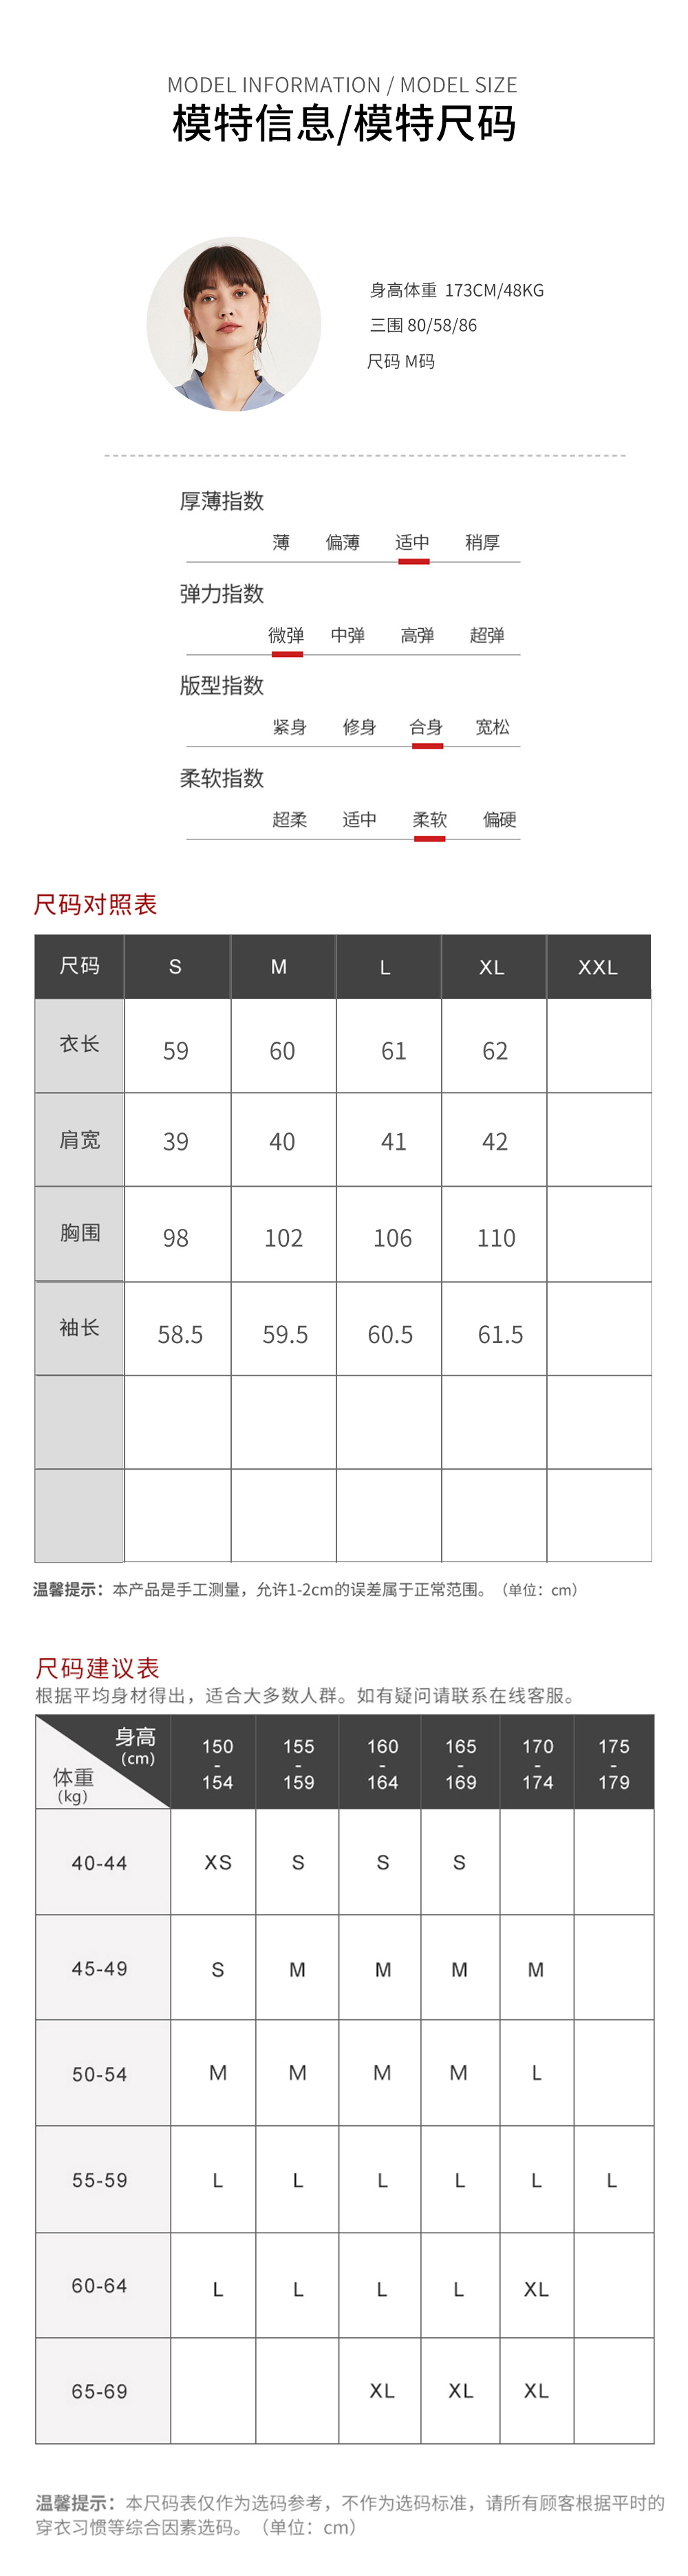 MODEL INFORMATION / MODEL SIZE
模特信息/模特尺码
身高体重 173CM/48KG
三围 80/58/86
尺码 M码
厚薄指数
薄 偏薄 适中 稍厚
弹力指数
微弹 中弹 高弹 超弹
版型指数
紧身 修身 合身 宽松
柔软指数
超柔 适中 柔软 偏硬
尺码对照表
尺码 S M L XL XXL
衣长 59 60 61 62
肩宽 39 40 41 42
胸围 98 102 106 110
袖长 58.5 59.5 60.5 61.5
温馨提示：本产品是手工测量，允许1-2cm的误差属于正常范围。（单位：cm）
尺码建议表
根据平均身材得出，适合大多数人群。如有疑问请联系在线客服。
身高
(cm)
体重
(kg)
150-154 155-159 160-164 165-169 170-174 175-179
40-44 XS S S S
45-49 S M M M M
50-54 M M M M L
55-59 L L L L L L
60-64 L L L L XL
65-69 XL XL XL
温馨提示：本尺码表仅作为选码参考，不作为选码标准，请所有顾客根据平时的
穿衣习惯等综合因素选码。（单位：cm）